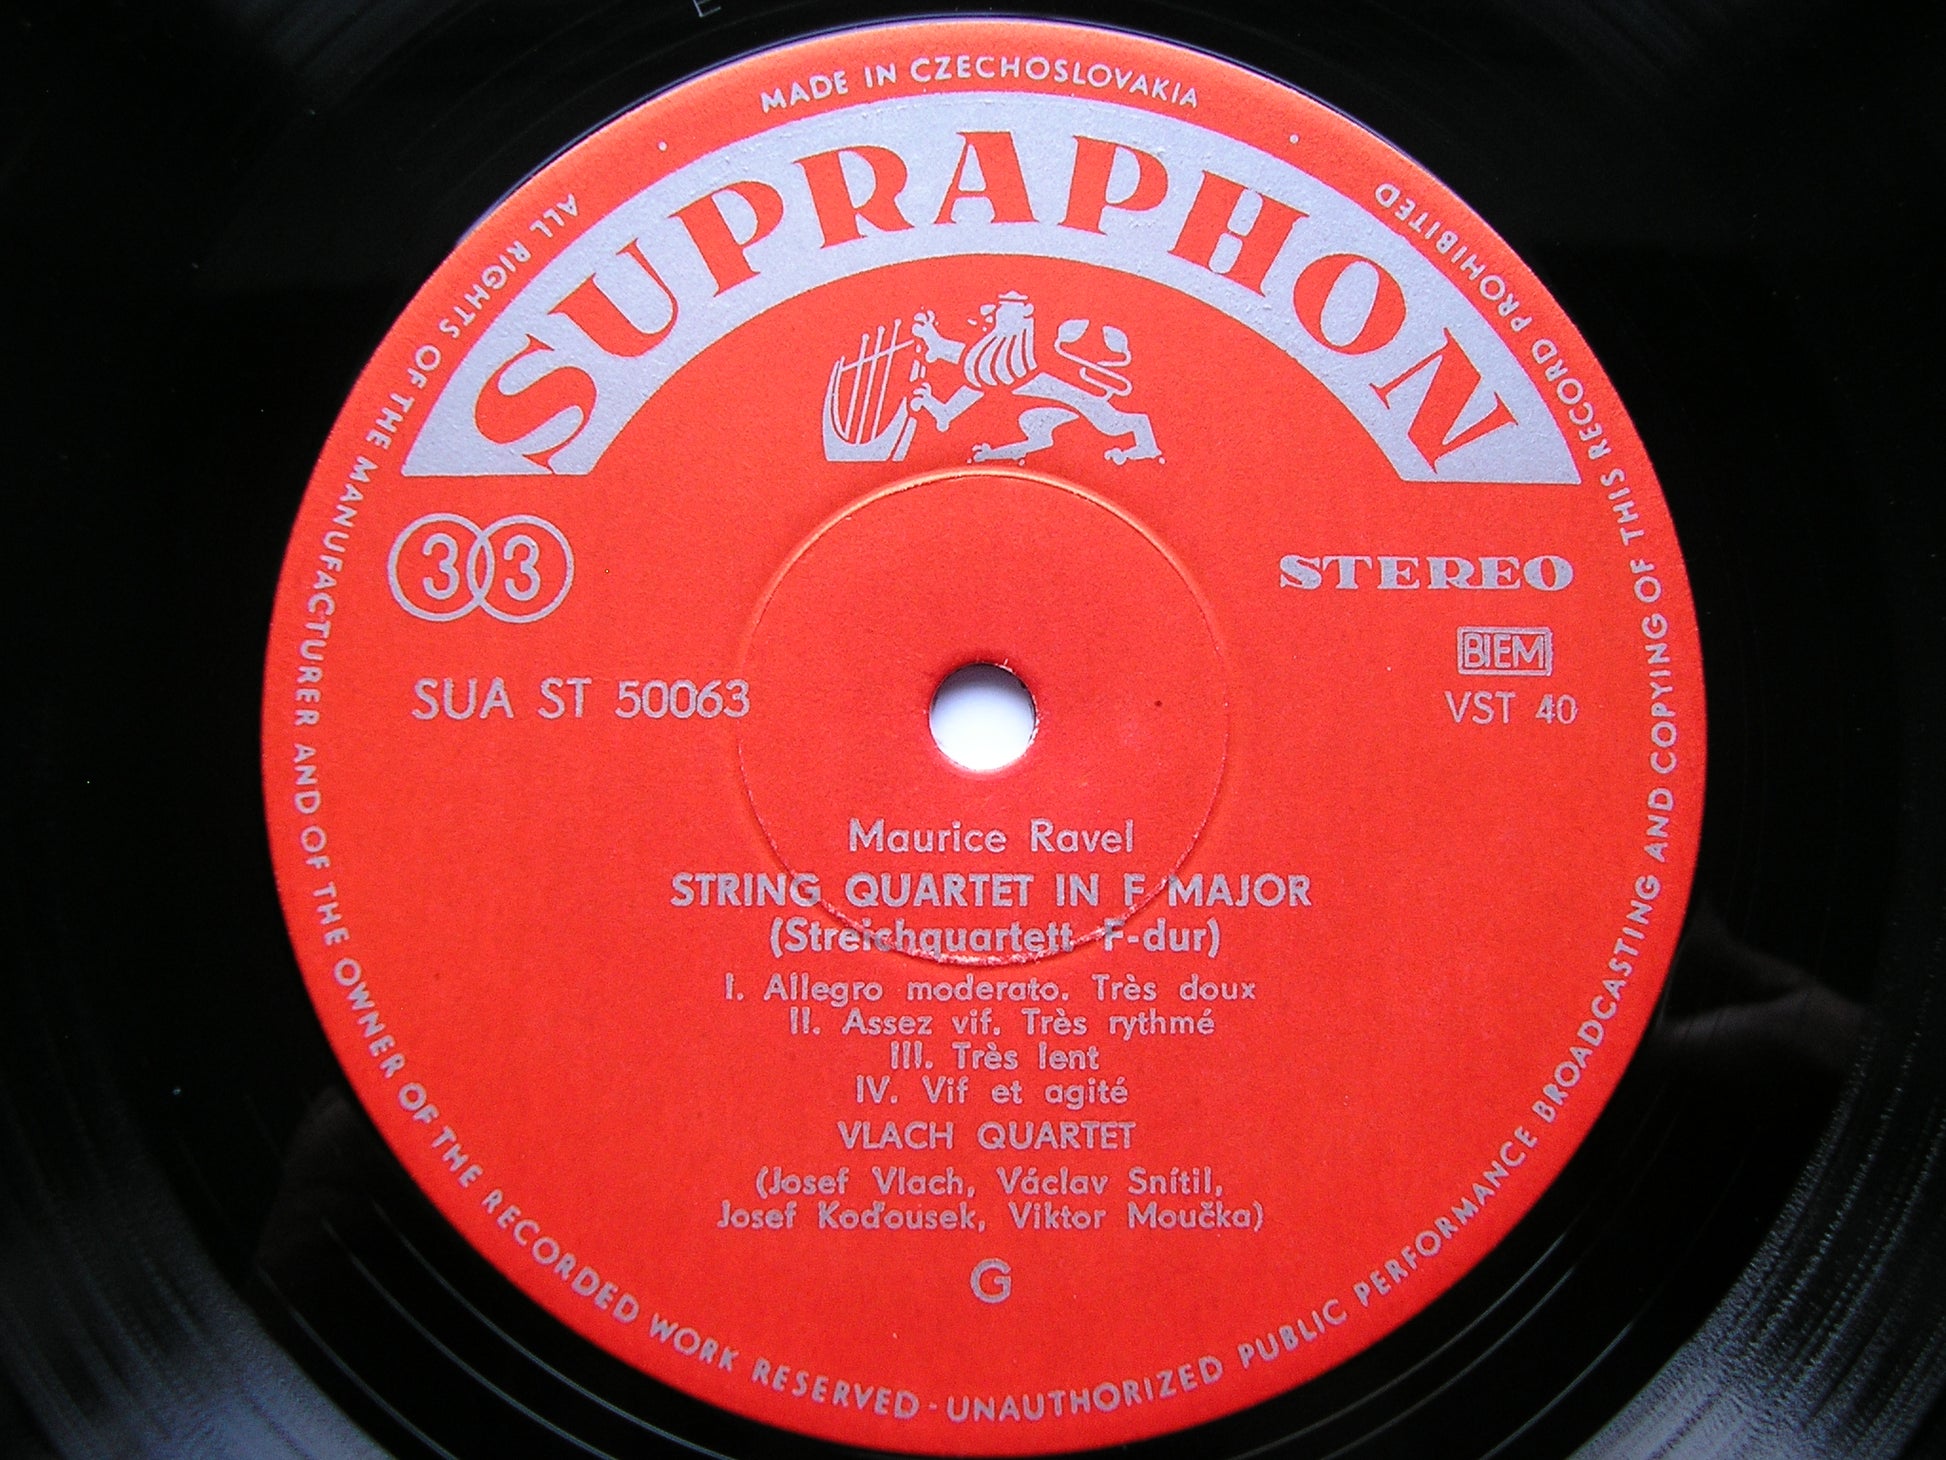 MADE IN CZECHOSLOVAKIA
SUPRAPHON
33
STEREO
BIEM
SUA ST 50063
VST 40
Maurice Ravel
STRING QUARTET IN F MAJOR
(Streichquartett F-dur)
I. Allegro moderato. Très doux
II. Assez vif. Très rythmé
III. Très lent
IV. Vif et agité
VLACH QUARTET
(Josef Vlach, Václav Snítil,
Josef Koďousek, Viktor Moučka)
G
ALL RIGHTS OF THE MANUFACTURER AND OF THE OWNER OF THE RECORDED WORK RESERVED - UNAUTHORIZED PUBLIC PERFORMANCE BROADCASTING AND COPYING OF THIS RECORD PROHIBITED